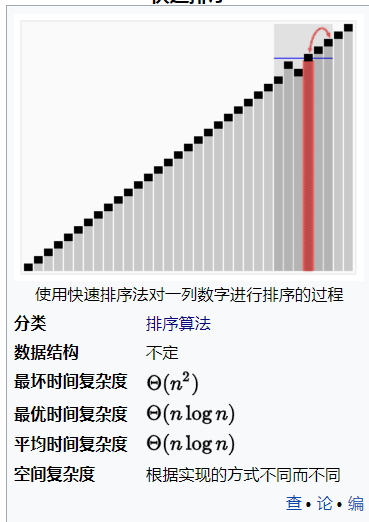 使用快速排序法对一列数字进行排序的过程
分类 排序算法
数据结构 不定
最坏时间复杂度 Θ(n²)
最优时间复杂度 Θ(n log n)
平均时间复杂度 Θ(n log n)
空间复杂度 根据实现的方式不同而不同
查 • 论 • 编